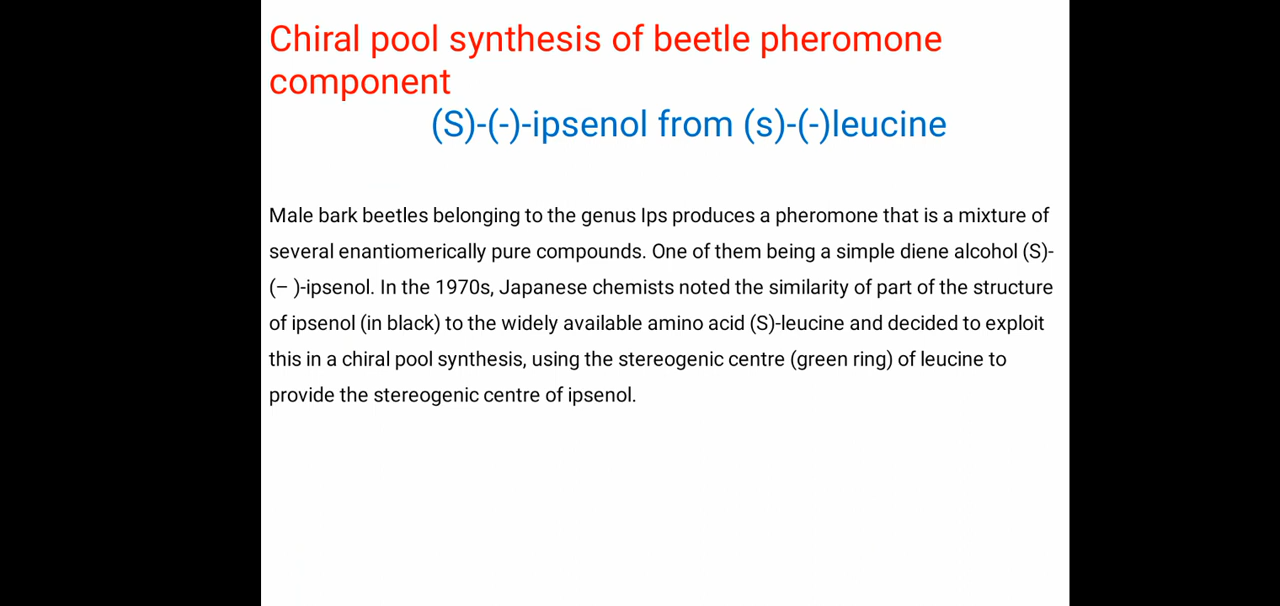 Chiral pool synthesis of beetle pheromone
component
(S)-(-)-ipsenol from (s)-(-)leucine
Male bark beetles belonging to the genus Ips produces a pheromone that is a mixture of
several enantiomerically pure compounds. One of them being a simple diene alcohol (S)-
(− )-ipsenol. In the 1970s, Japanese chemists noted the similarity of part of the structure
of ipsenol (in black) to the widely available amino acid (S)-leucine and decided to exploit
this in a chiral pool synthesis, using the stereogenic centre (green ring) of leucine to
provide the stereogenic centre of ipsenol.